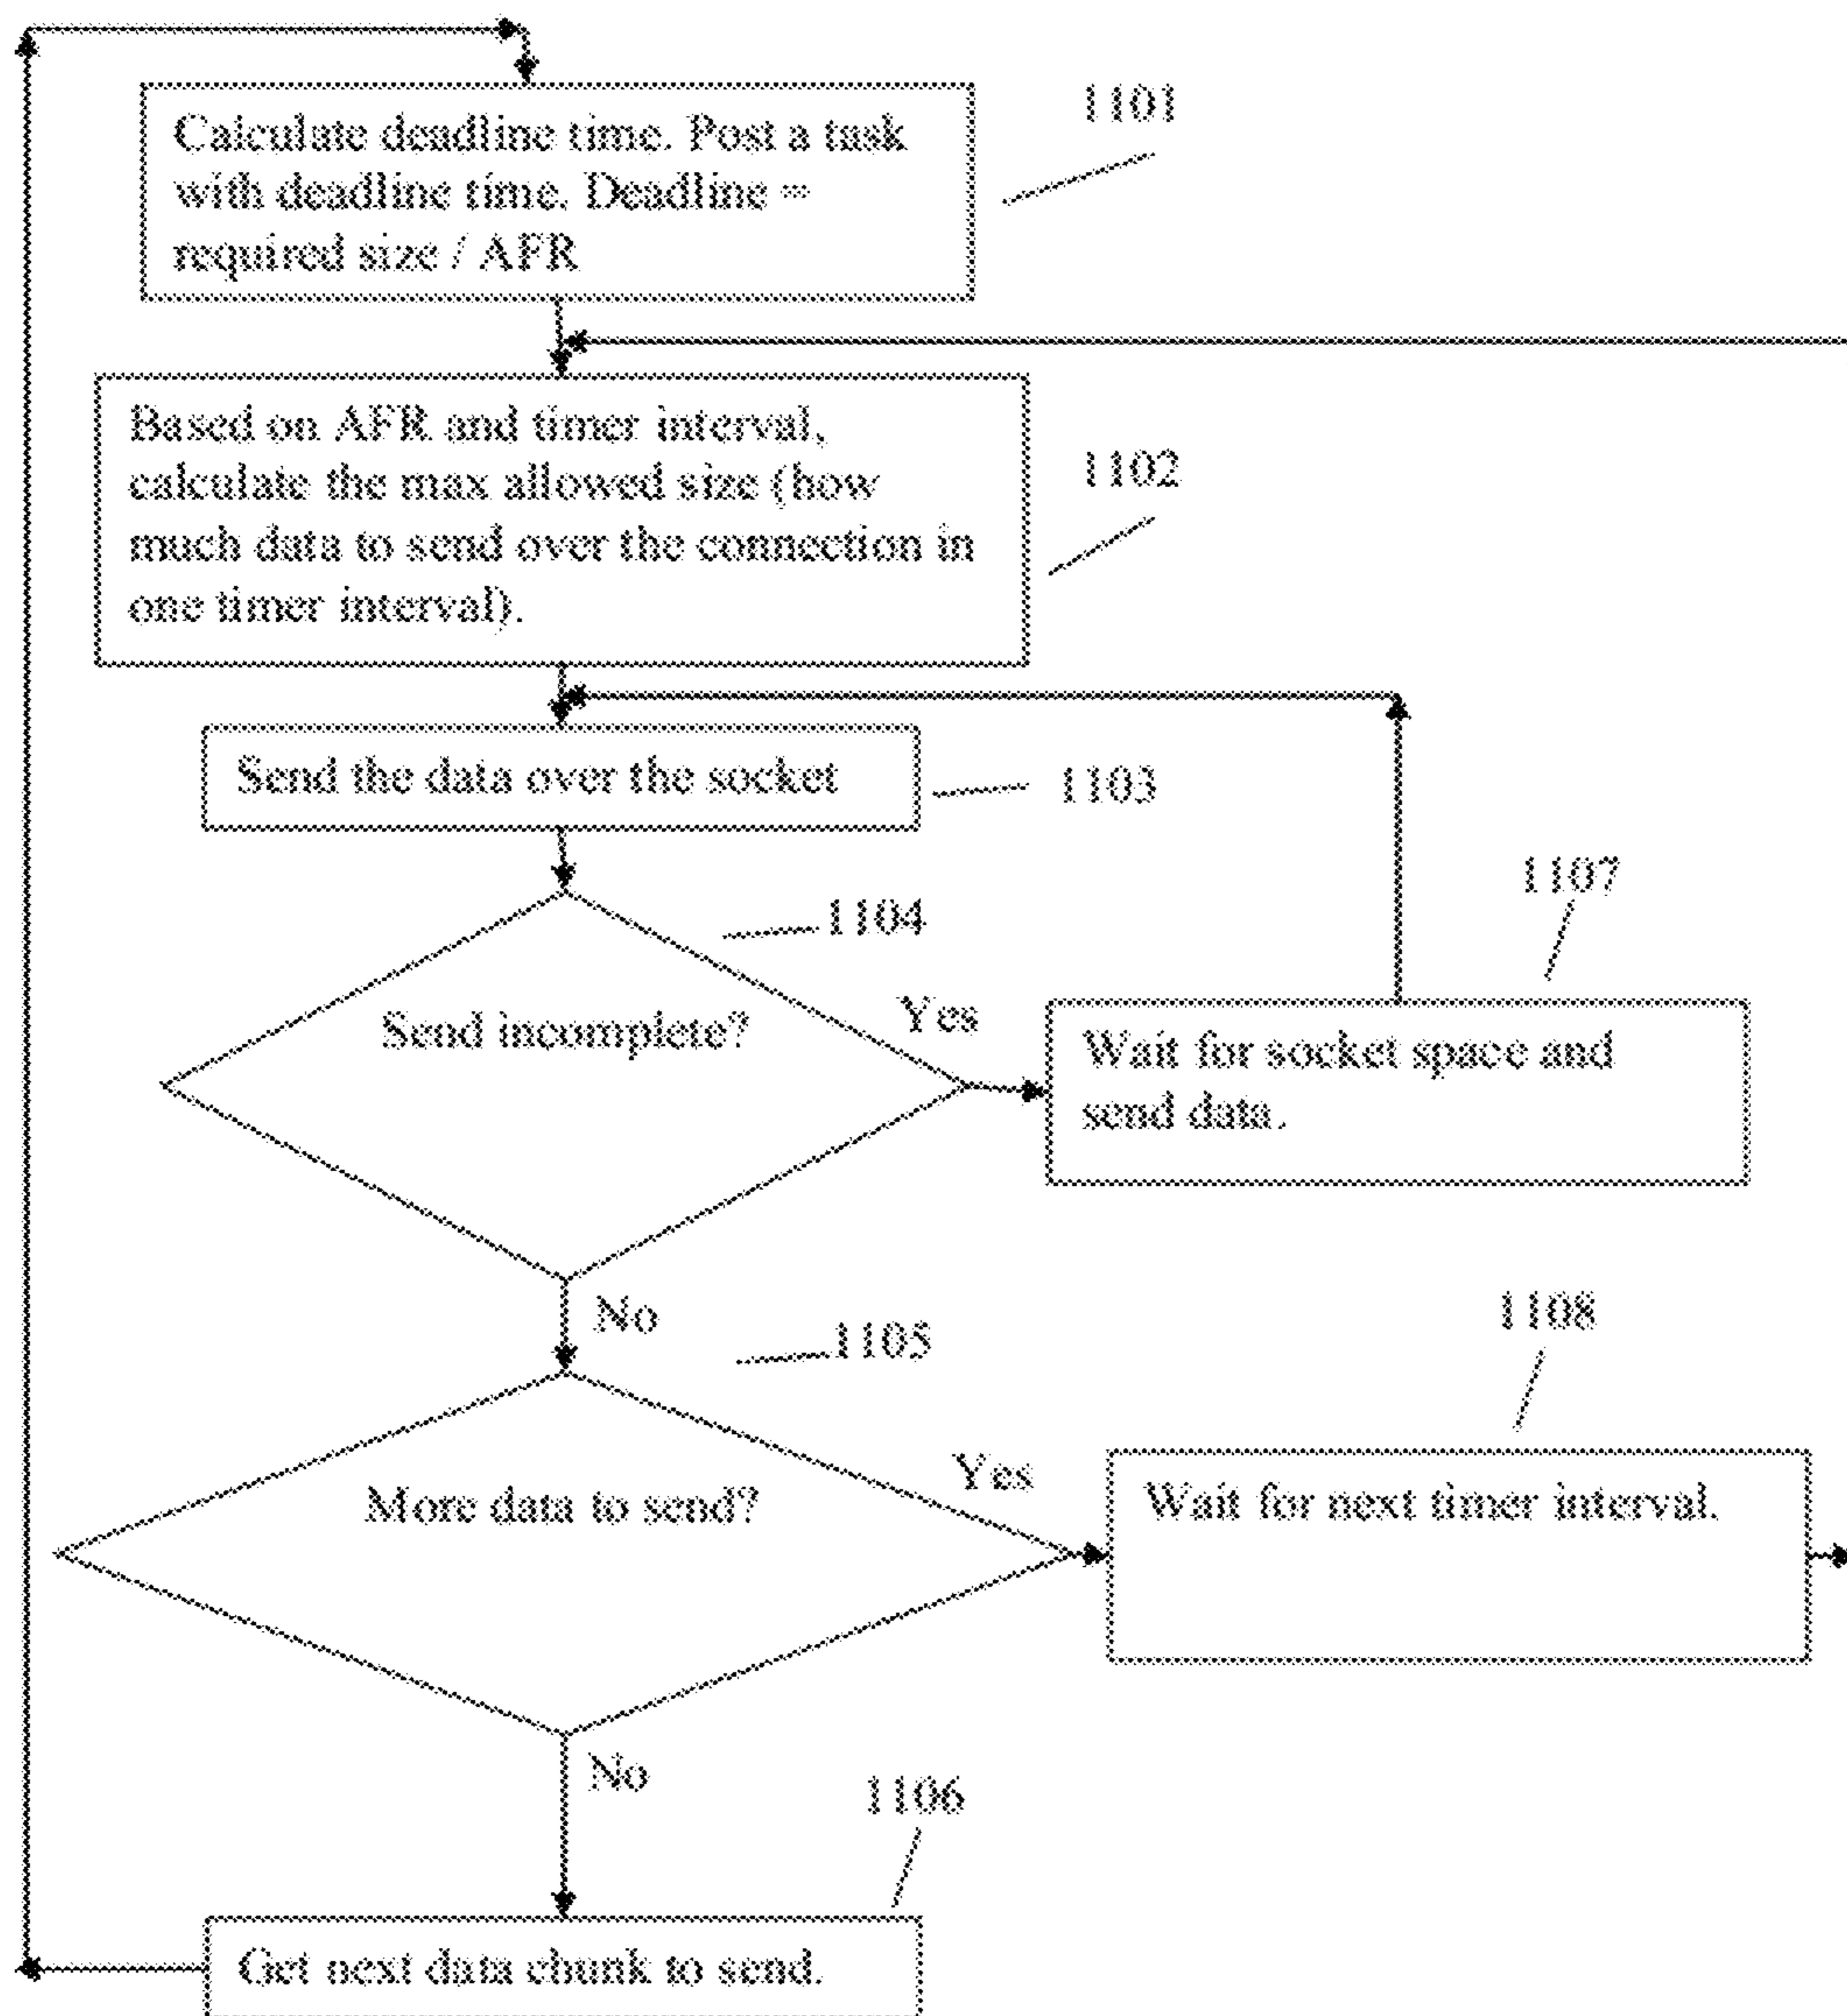 Calculate deadline time. Post a task
with deadline time. Deadline =
required size / AFR
1101
Based on AFR and timer interval,
calculate the max allowed size (how
much data to send over the connection in
one timer interval).
1102
Send the data over the socket
1103
1104
Send incomplete?
Yes
1107
Wait for socket space and
send data.
No
1105
More data to send?
Yes
1108
Wait for next timer interval.
No
1106
Get next data chunk to send.